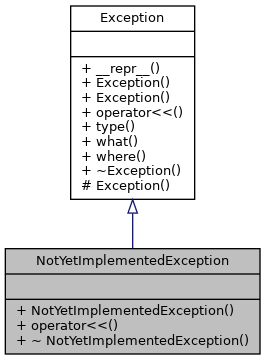 Exception
+ __repr__()
+ Exception()
+ Exception()
+ operator<<()
+ type()
+ what()
+ where()
+ ~Exception()
# Exception()
NotYetImplementedException
+ NotYetImplementedException()
+ operator<<()
+ ~ NotYetImplementedException()